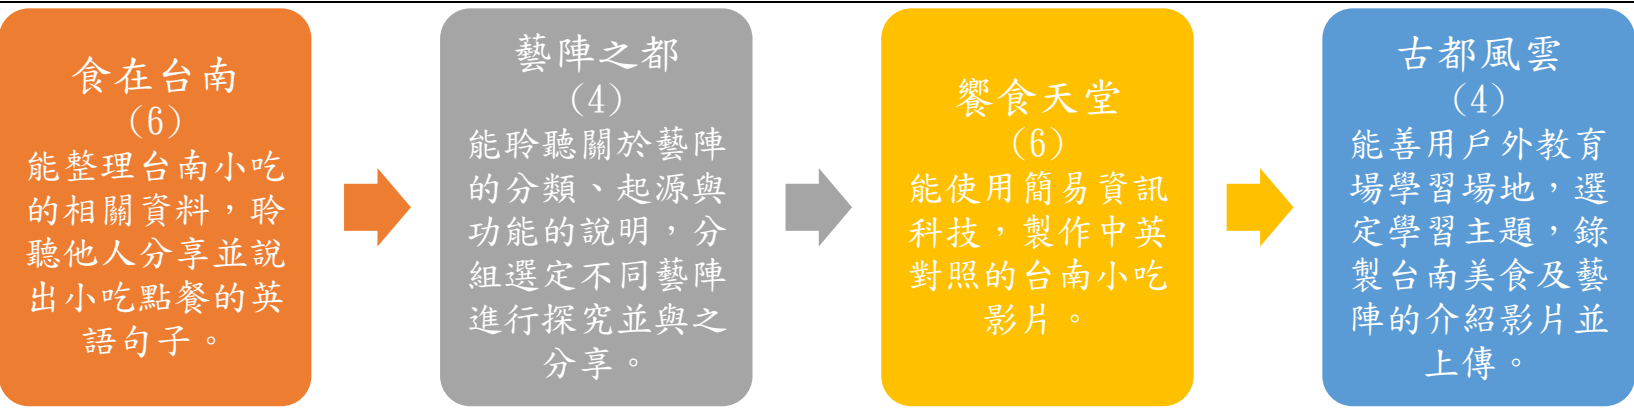 食在台南
(6)
能整理台南小吃
的相關資料，聆
聽他人分享並說
出小吃點餐的英
語句子。
藝陣之都
(4)
能聆聽關於藝陣
的分類、起源與
功能的說明，分
組選定不同藝陣
進行探究並與之
分享。
饗食天堂
(6)
能使用簡易資訊
科技，製作中英
對照的台南小吃
影片。
古都風雲
(4)
能善用戶外教育
場學習場地，選
定學習主題，錄
製台南美食及藝
陣的介紹影片並
上傳。